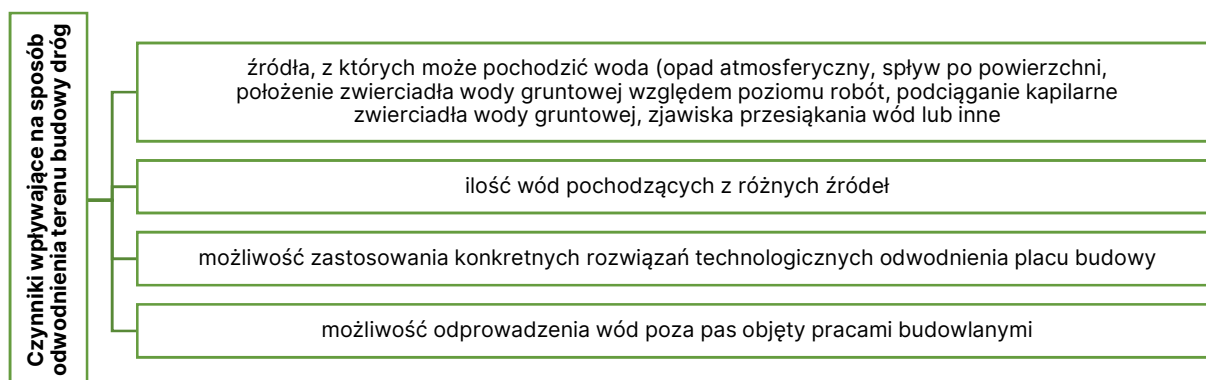 Czynniki wpływające na sposób
odwodnienia terenu budowy dróg
źródła, z których może pochodzić woda (opad atmosferyczny, spływ po powierzchni,
położenie zwierciadła wody gruntowej względem poziomu robót, podciąganie kapilarne
zwierciadła wody gruntowej, zjawiska przesiąkania wód lub inne
ilość wód pochodzących z różnych źródeł
możliwość zastosowania konkretnych rozwiązań technologicznych odwodnienia placu budowy
możliwość odprowadzenia wód poza pas objęty pracami budowlanymi